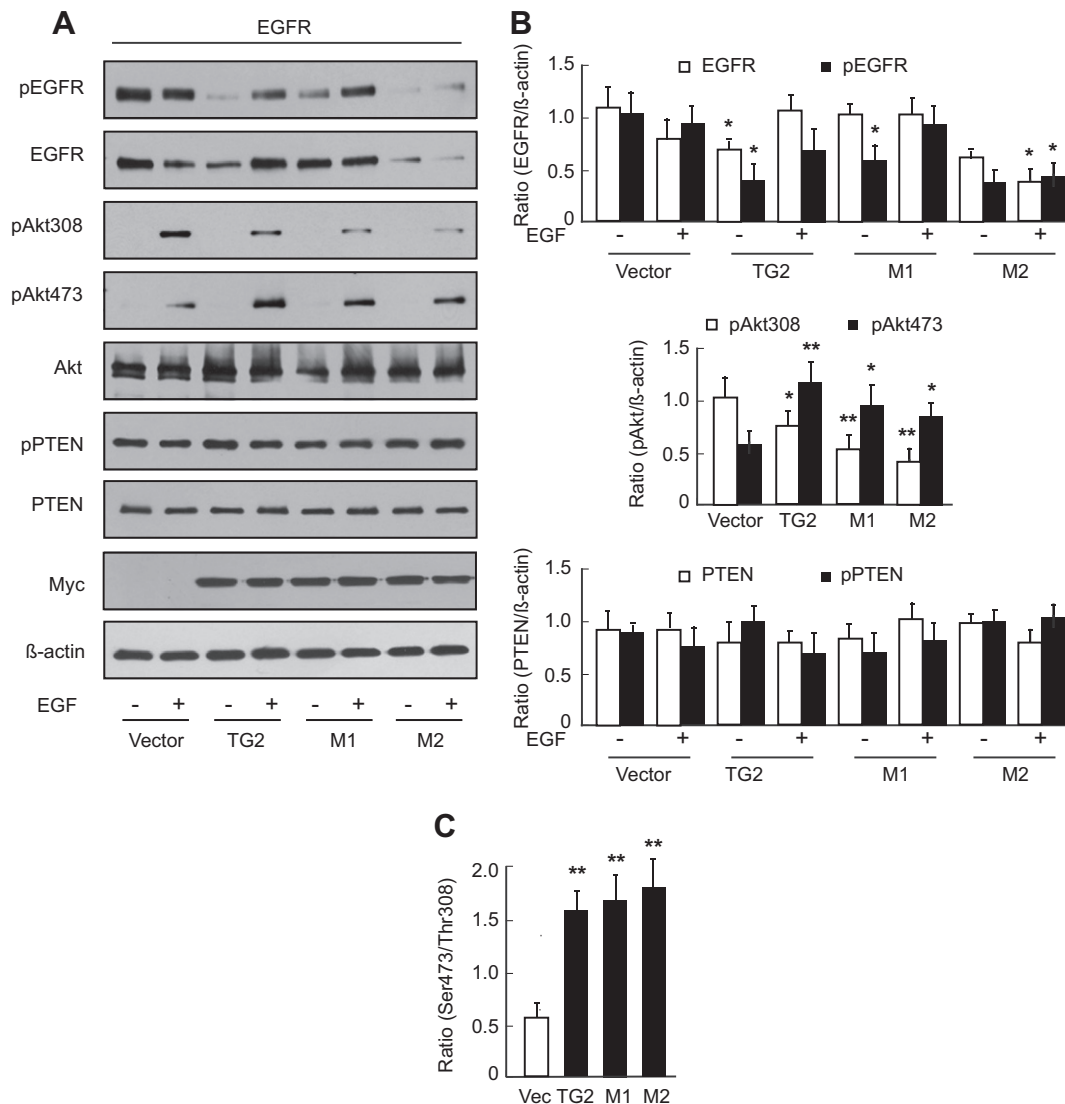 A
EGFR
pEGFR
EGFR
pAkt308
pAkt473
Akt
pPTEN
PTEN
Myc
ß-actin
EGF - + - + - + - +
Vector TG2 M1 M2
B
EGFR pEGFR
Ratio (EGFR/ß-actin)
1.5
1.0
0.5
0
* * * * *
EGF - + - + - + - +
Vector TG2 M1 M2
pAkt308 pAkt473
Ratio (pAkt/ß-actin)
1.5
1.0
0.5
0
* ** ** * ** *
Vector TG2 M1 M2
PTEN pPTEN
Ratio (PTEN/ß-actin)
1.5
1.0
0.5
0
EGF - + - + - + - +
Vector TG2 M1 M2
C
Ratio (Ser473/Thr308)
2.0
1.5
1.0
0.5
0
** ** **
Vec TG2 M1 M2